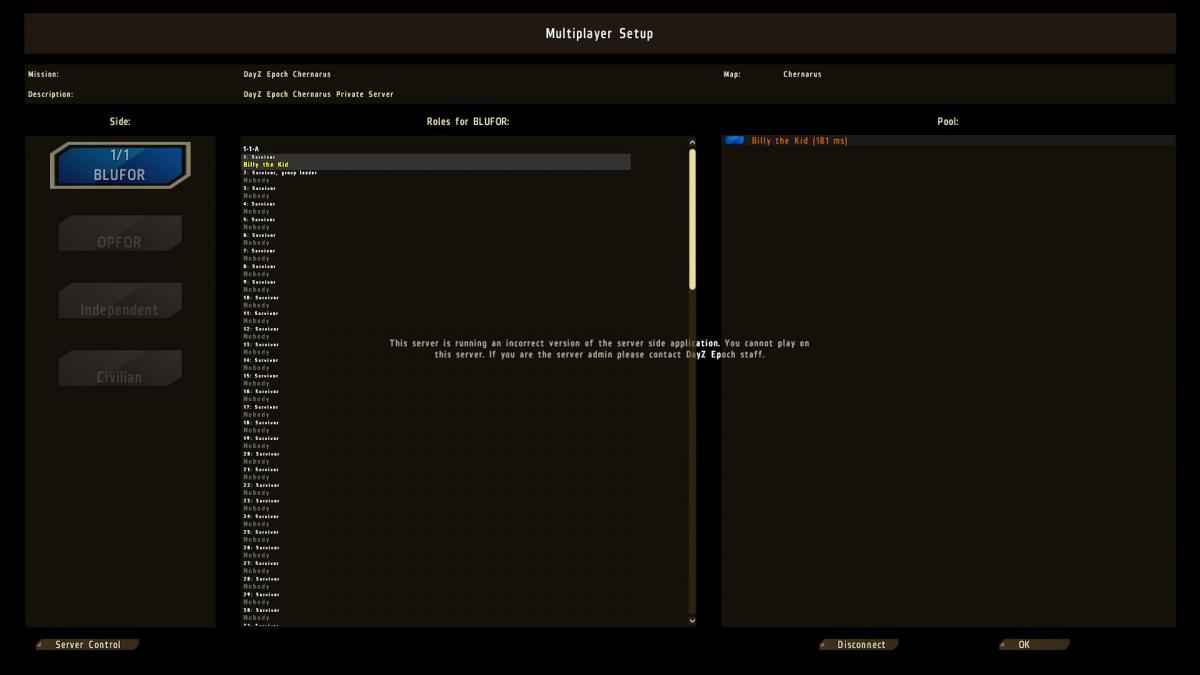 Multiplayer Setup
Mission: DayZ Epoch Chernarus Map: Chernarus
Description: DayZ Epoch Chernarus Private Server
Side: Roles for BLUFOR: Pool:
1/1
BLUFOR
OPFOR
Independent
Civilian
1-1-A
1: Survivor
Billy the Kid
2: Survivor, group leader
Nobody
3: Survivor
Nobody
4: Survivor
Nobody
5: Survivor
Nobody
6: Survivor
Nobody
7: Survivor
Nobody
8: Survivor
Nobody
9: Survivor
Nobody
10: Survivor
Nobody
11: Survivor
Nobody
12: Survivor
Nobody
13: Survivor
Nobody
14: Survivor
Nobody
15: Survivor
Nobody
16: Survivor
Nobody
17: Survivor
Nobody
18: Survivor
Nobody
19: Survivor
Nobody
20: Survivor
Nobody
21: Survivor
Nobody
22: Survivor
Nobody
23: Survivor
Nobody
24: Survivor
Nobody
25: Survivor
Nobody
26: Survivor
Nobody
27: Survivor
Nobody
28: Survivor
Nobody
29: Survivor
Nobody
30: Survivor
Nobody
This server is running an incorrect version of the server side application. You cannot play on
this server. If you are the server admin please contact DayZ Epoch staff.
Billy the Kid (181 ms)
Server Control Disconnect OK